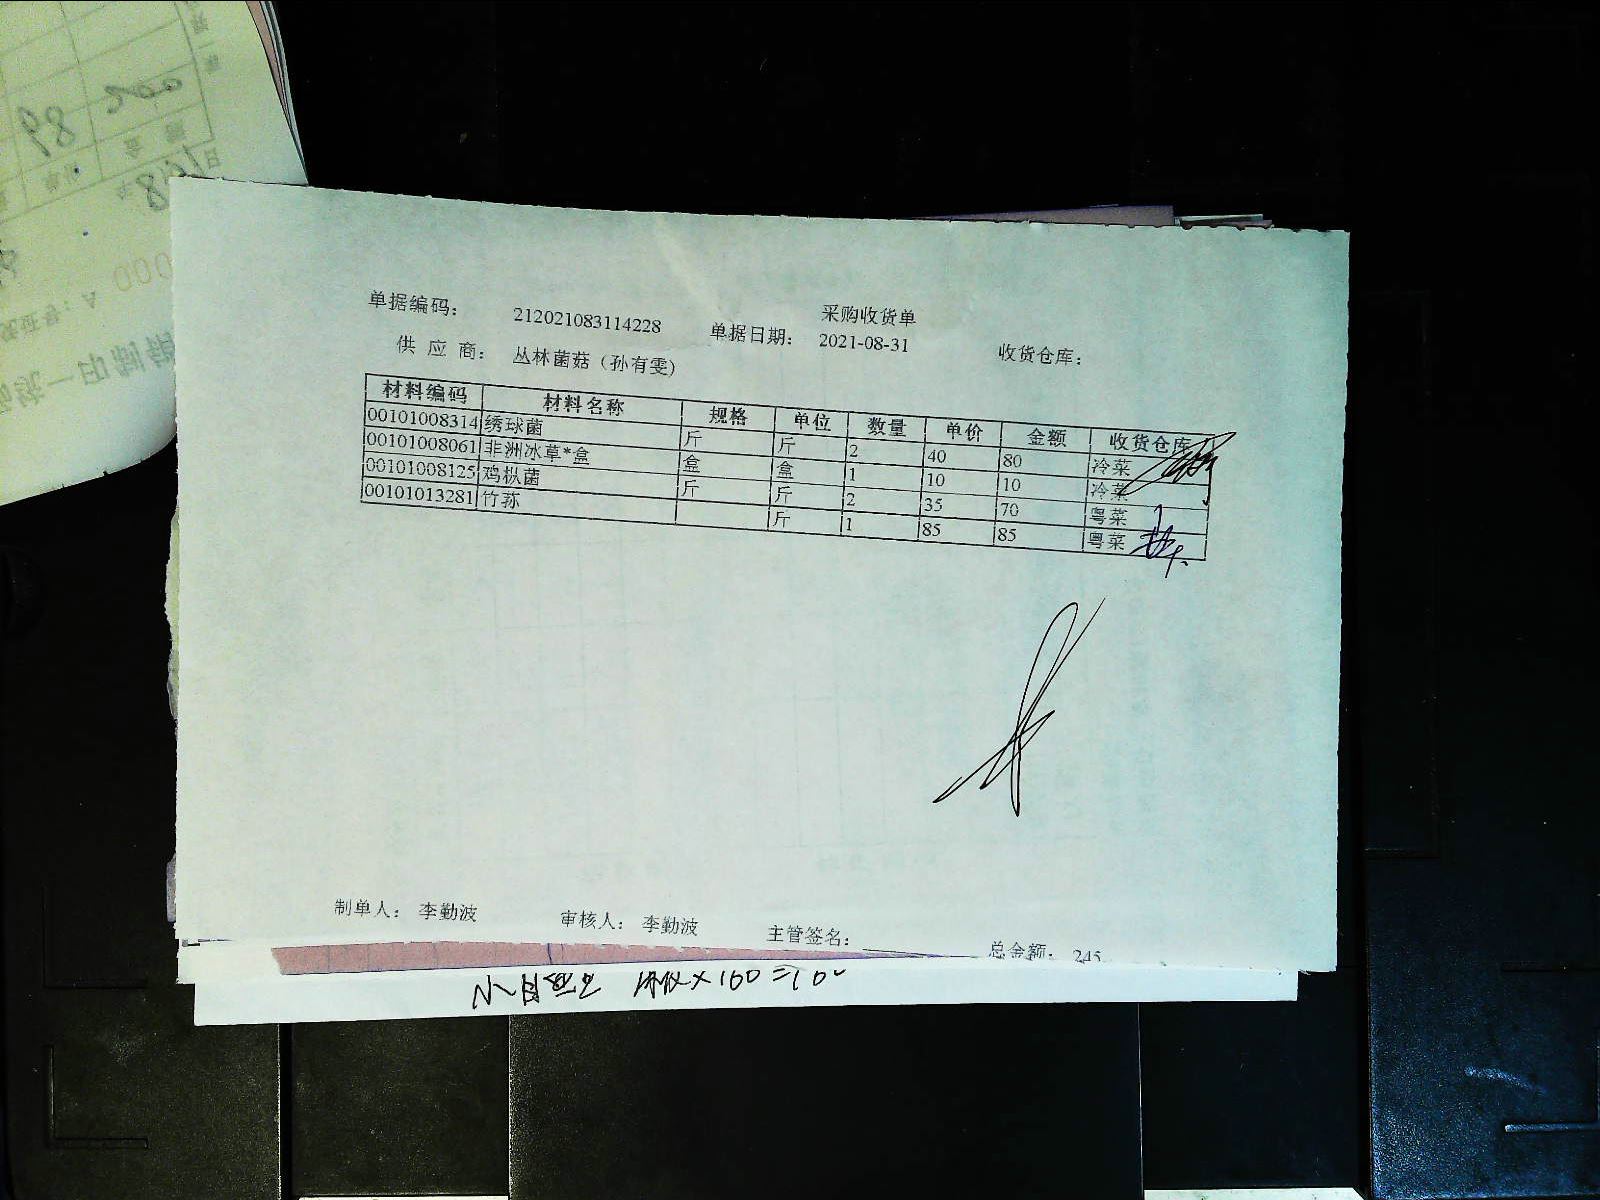 采购收货单
单据编码： 212021083114228 单据日期： 2021-08-31 收货仓库：
供 应 商： 丛林菌菇（孙有雯）
材料编码 材料名称 规格 单位 数量 单价 金额 收货仓库
00101008314 绣球菌 斤 斤 2 40 80 冷菜
00101008061 非洲冰草*盒 盒 盒 1 10 10 冷菜
00101008125 鸡枞菌 斤 斤 2 35 70 粤菜
00101013281 竹荪 斤 1 85 85 粤菜
制单人： 李勤波 审核人： 李勤波 主管签名： 总金额： 245